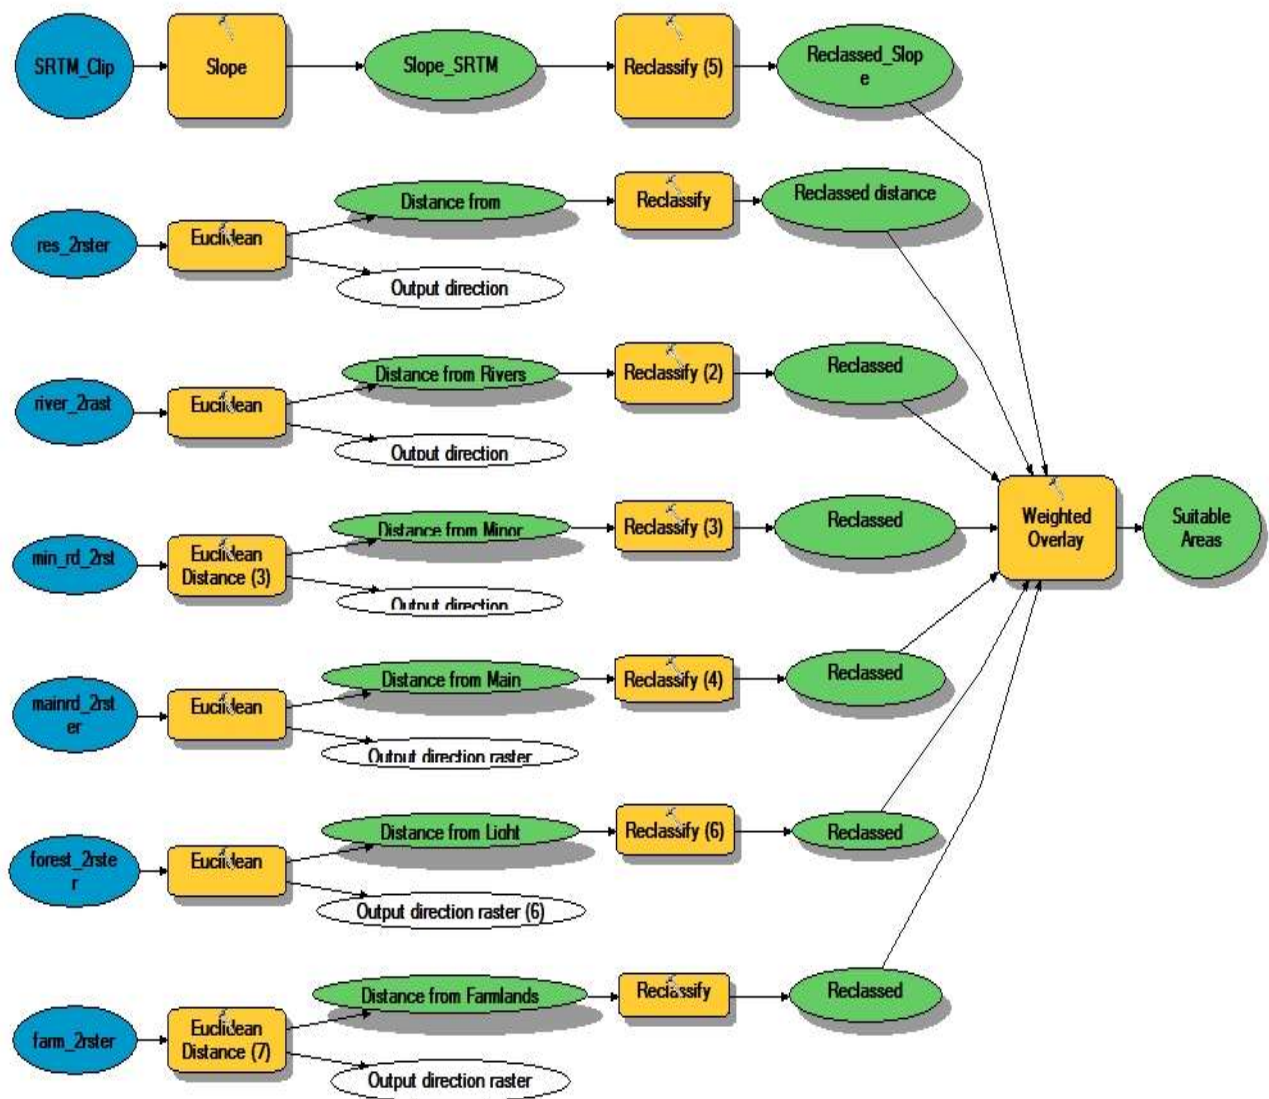 SRTM_Clip
Slope
Slope_SRTM
Reclassify (5)
Reclassed_Slop
e
res_2rster
Euclidean
Distance from
Output direction
Reclassify
Reclassed distance
river_2rast
Euclidean
Distance from Rivers
Output direction
Reclassify (2)
Reclassed
min_rd_2rst
Euclidean
Distance (3)
Distance from Minor
Output direction
Reclassify (3)
Reclassed
Weighted
Overlay
Suitable
Areas
mainrd_2rst
er
Euclidean
Distance from Main
Output direction raster
Reclassify (4)
Reclassed
forest_2rste
r
Euclidean
Distance from Light
Output direction raster (6)
Reclassify (6)
Reclassed
farm_2rster
Euclidean
Distance (7)
Distance from Farmlands
Output direction raster
Reclassify
Reclassed